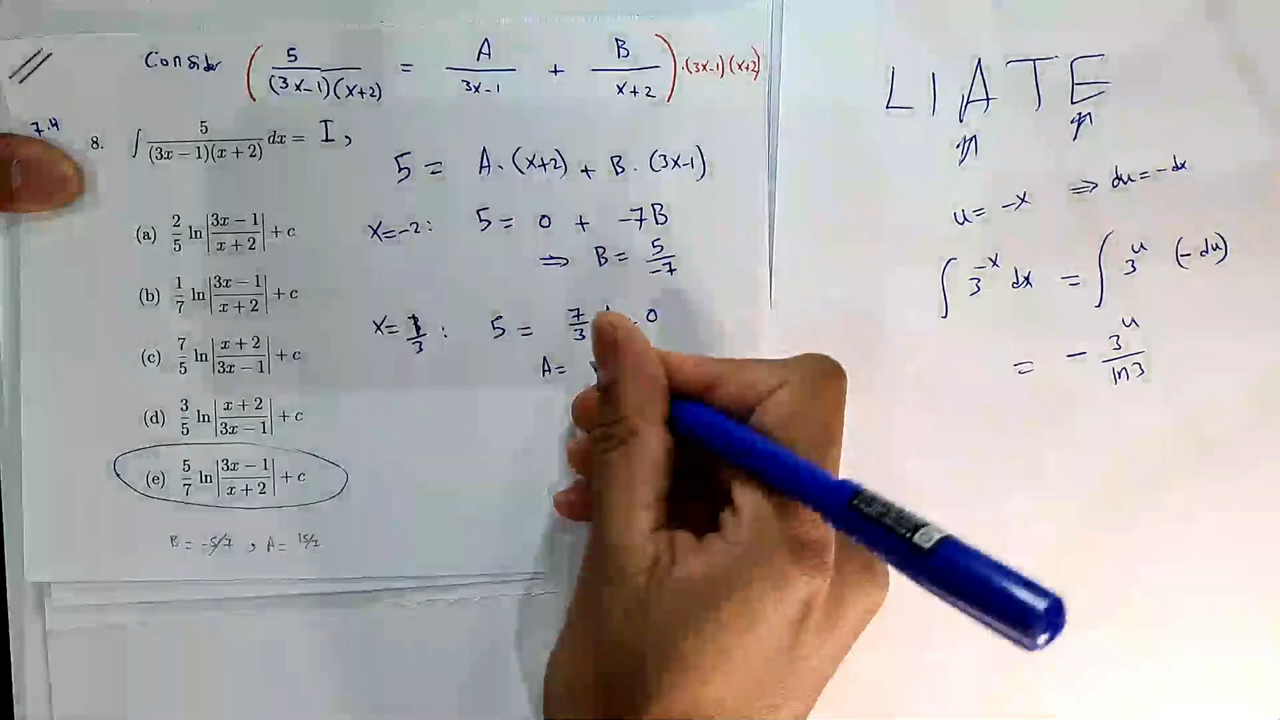 Consider ( 5 / (3x-1)(x+2) = A / 3x-1 + B / x+2 ) · (3x-1)(x+2)
7.4
8. ∫ 5 / (3x − 1)(x + 2) dx = I,
5 = A. (x+2) + B. (3x-1)
(a) 2/5 ln |3x − 1 / x + 2| + c
x=-2: 5 = 0 + -7B
⇒ B = 5/-7
(b) 1/7 ln |3x − 1 / x + 2| + c
x= 1/3 : 5 = 7/3 0
(c) 7/5 ln |x + 2 / 3x − 1| + c
A=
(d) 3/5 ln |x + 2 / 3x − 1| + c
(e) 5/7 ln |3x − 1 / x + 2| + c
B = -5/7 , A = 15/2
LIATE
u = -x ⇒ du = -dx
∫ 3^-x dx = ∫ 3^u (-du)
= - 3^u / ln3